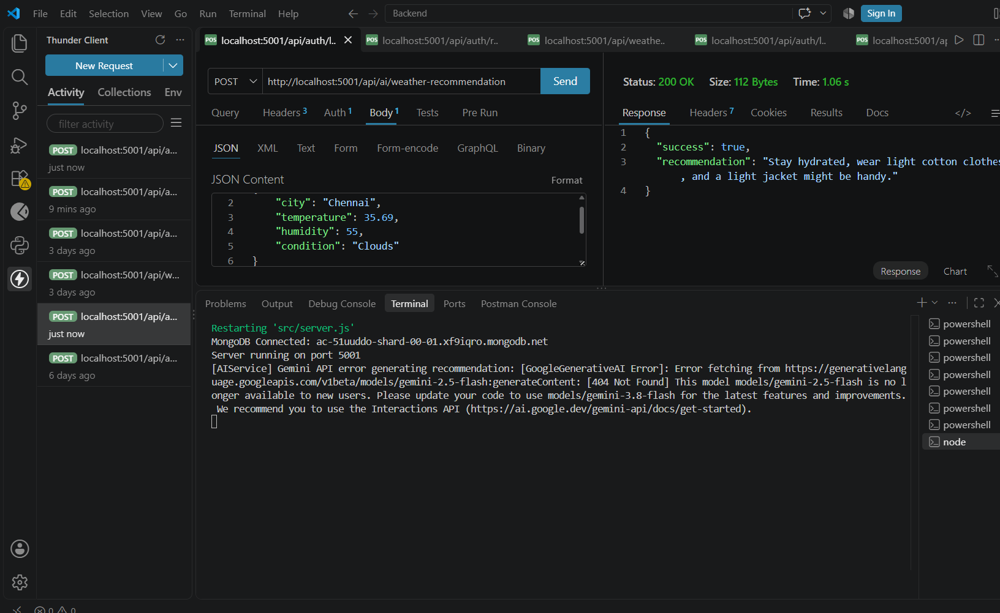 File Edit Selection View Go Run Terminal Help
Backend
Sign In
Thunder Client
New Request
Activity Collections Env
filter activity
POST localhost:5001/api/a...
just now
POST localhost:5001/api/a...
9 mins ago
POST localhost:5001/api/a...
3 days ago
POST localhost:5001/api/w...
3 days ago
POST localhost:5001/api/a...
just now
POST localhost:5001/api/a...
6 days ago
POS localhost:5001/api/auth/l.. POS localhost:5001/api/auth/r.. POS localhost:5001/api/weathe.. POS localhost:5001/api/auth/l.. POS localhost:5001/ap
POST http://localhost:5001/api/ai/weather-recommendation Send
Query Headers 3 Auth 1 Body 1 Tests Pre Run
JSON XML Text Form Form-encode GraphQL Binary
JSON Content Format
2 "city": "Chennai",
3 "temperature": 35.69,
4 "humidity": 55,
5 "condition": "Clouds"
6 }
Status: 200 OK Size: 112 Bytes Time: 1.06 s
Response Headers 7 Cookies Results Docs </>
1 {
2 "success": true,
3 "recommendation": "Stay hydrated, wear light cotton clothes
, and a light jacket might be handy."
4 }
Response Chart
Problems Output Debug Console Terminal Ports Postman Console
Restarting 'src/server.js'
MongoDB Connected: ac-51uuddo-shard-00-01.xf9iqro.mongodb.net
Server running on port 5001
[AIService] Gemini API error generating recommendation: [GoogleGenerativeAI Error]: Error fetching from https://generativelang
uage.googleapis.com/v1beta/models/gemini-2.5-flash:generateContent: [404 Not Found] This model models/gemini-2.5-flash is no l
onger available to new users. Please update your code to use models/gemini-3.8-flash for the latest features and improvements.
We recommend you to use the Interactions API (https://ai.google.dev/gemini-api/docs/get-started).
powershell
powershell
powershell
powershell
powershell
powershell
powershell
node
0 0